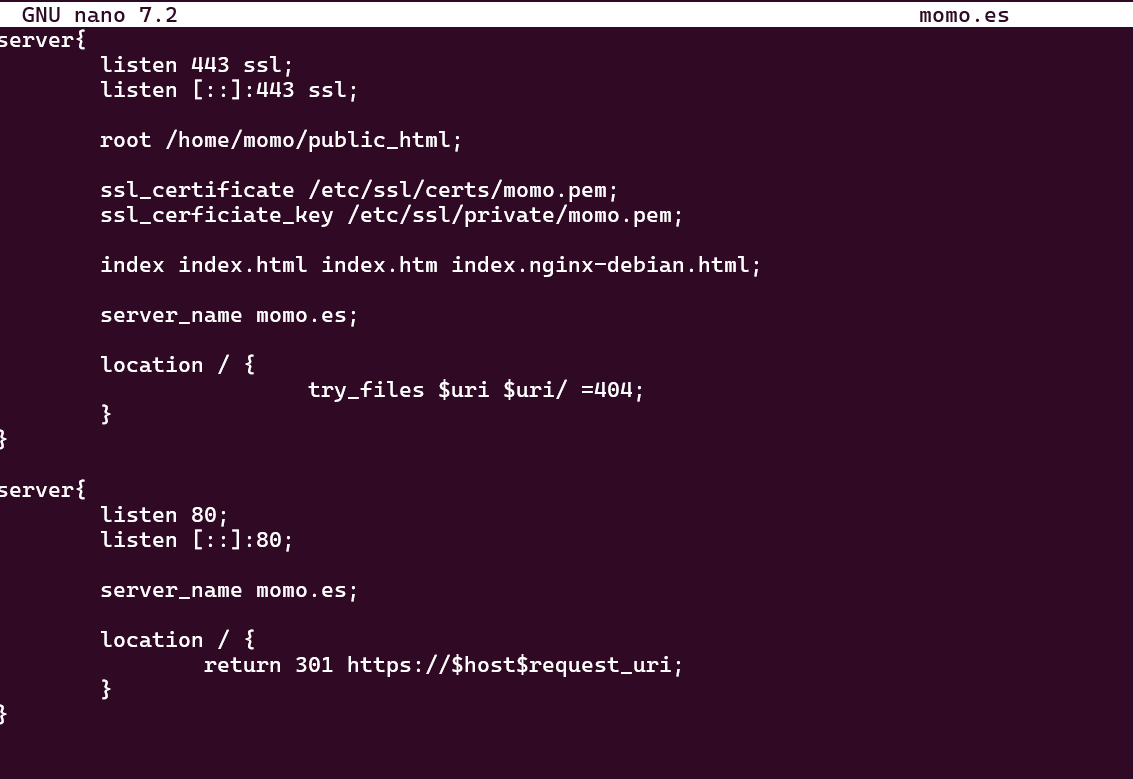 GNU nano 7.2 momo.es
server{
listen 443 ssl;
listen [::]:443 ssl;
root /home/momo/public_html;
ssl_certificate /etc/ssl/certs/momo.pem;
ssl_cerficiate_key /etc/ssl/private/momo.pem;
index index.html index.htm index.nginx-debian.html;
server_name momo.es;
location / {
try_files $uri $uri/ =404;
}
}
server{
listen 80;
listen [::]:80;
server_name momo.es;
location / {
return 301 https://$host$request_uri;
}
}